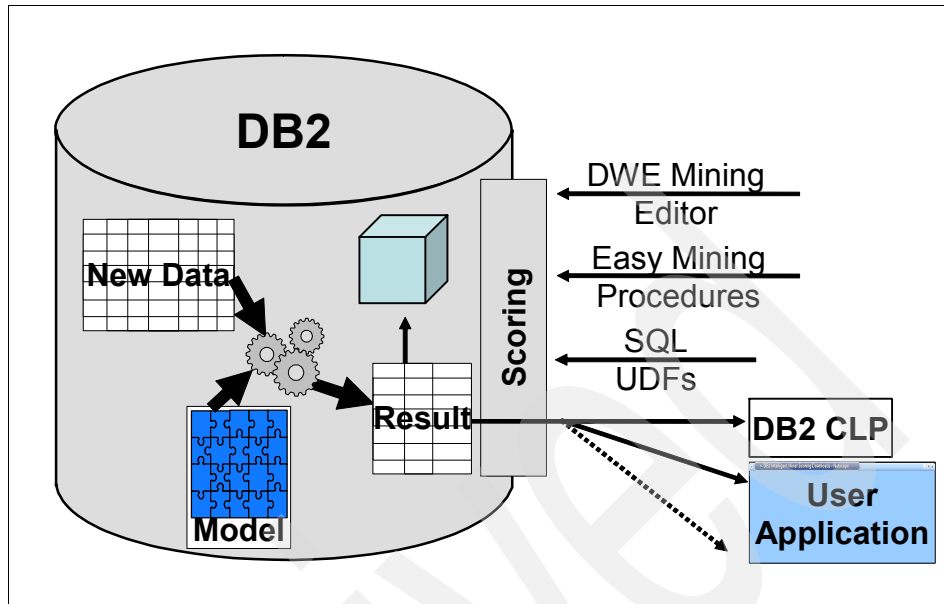 DB2
DWE Mining
Editor
New Data
Easy Mining
Procedures
Scoring
SQL
UDFs
Result
DB2 CLP
Model
User
Application